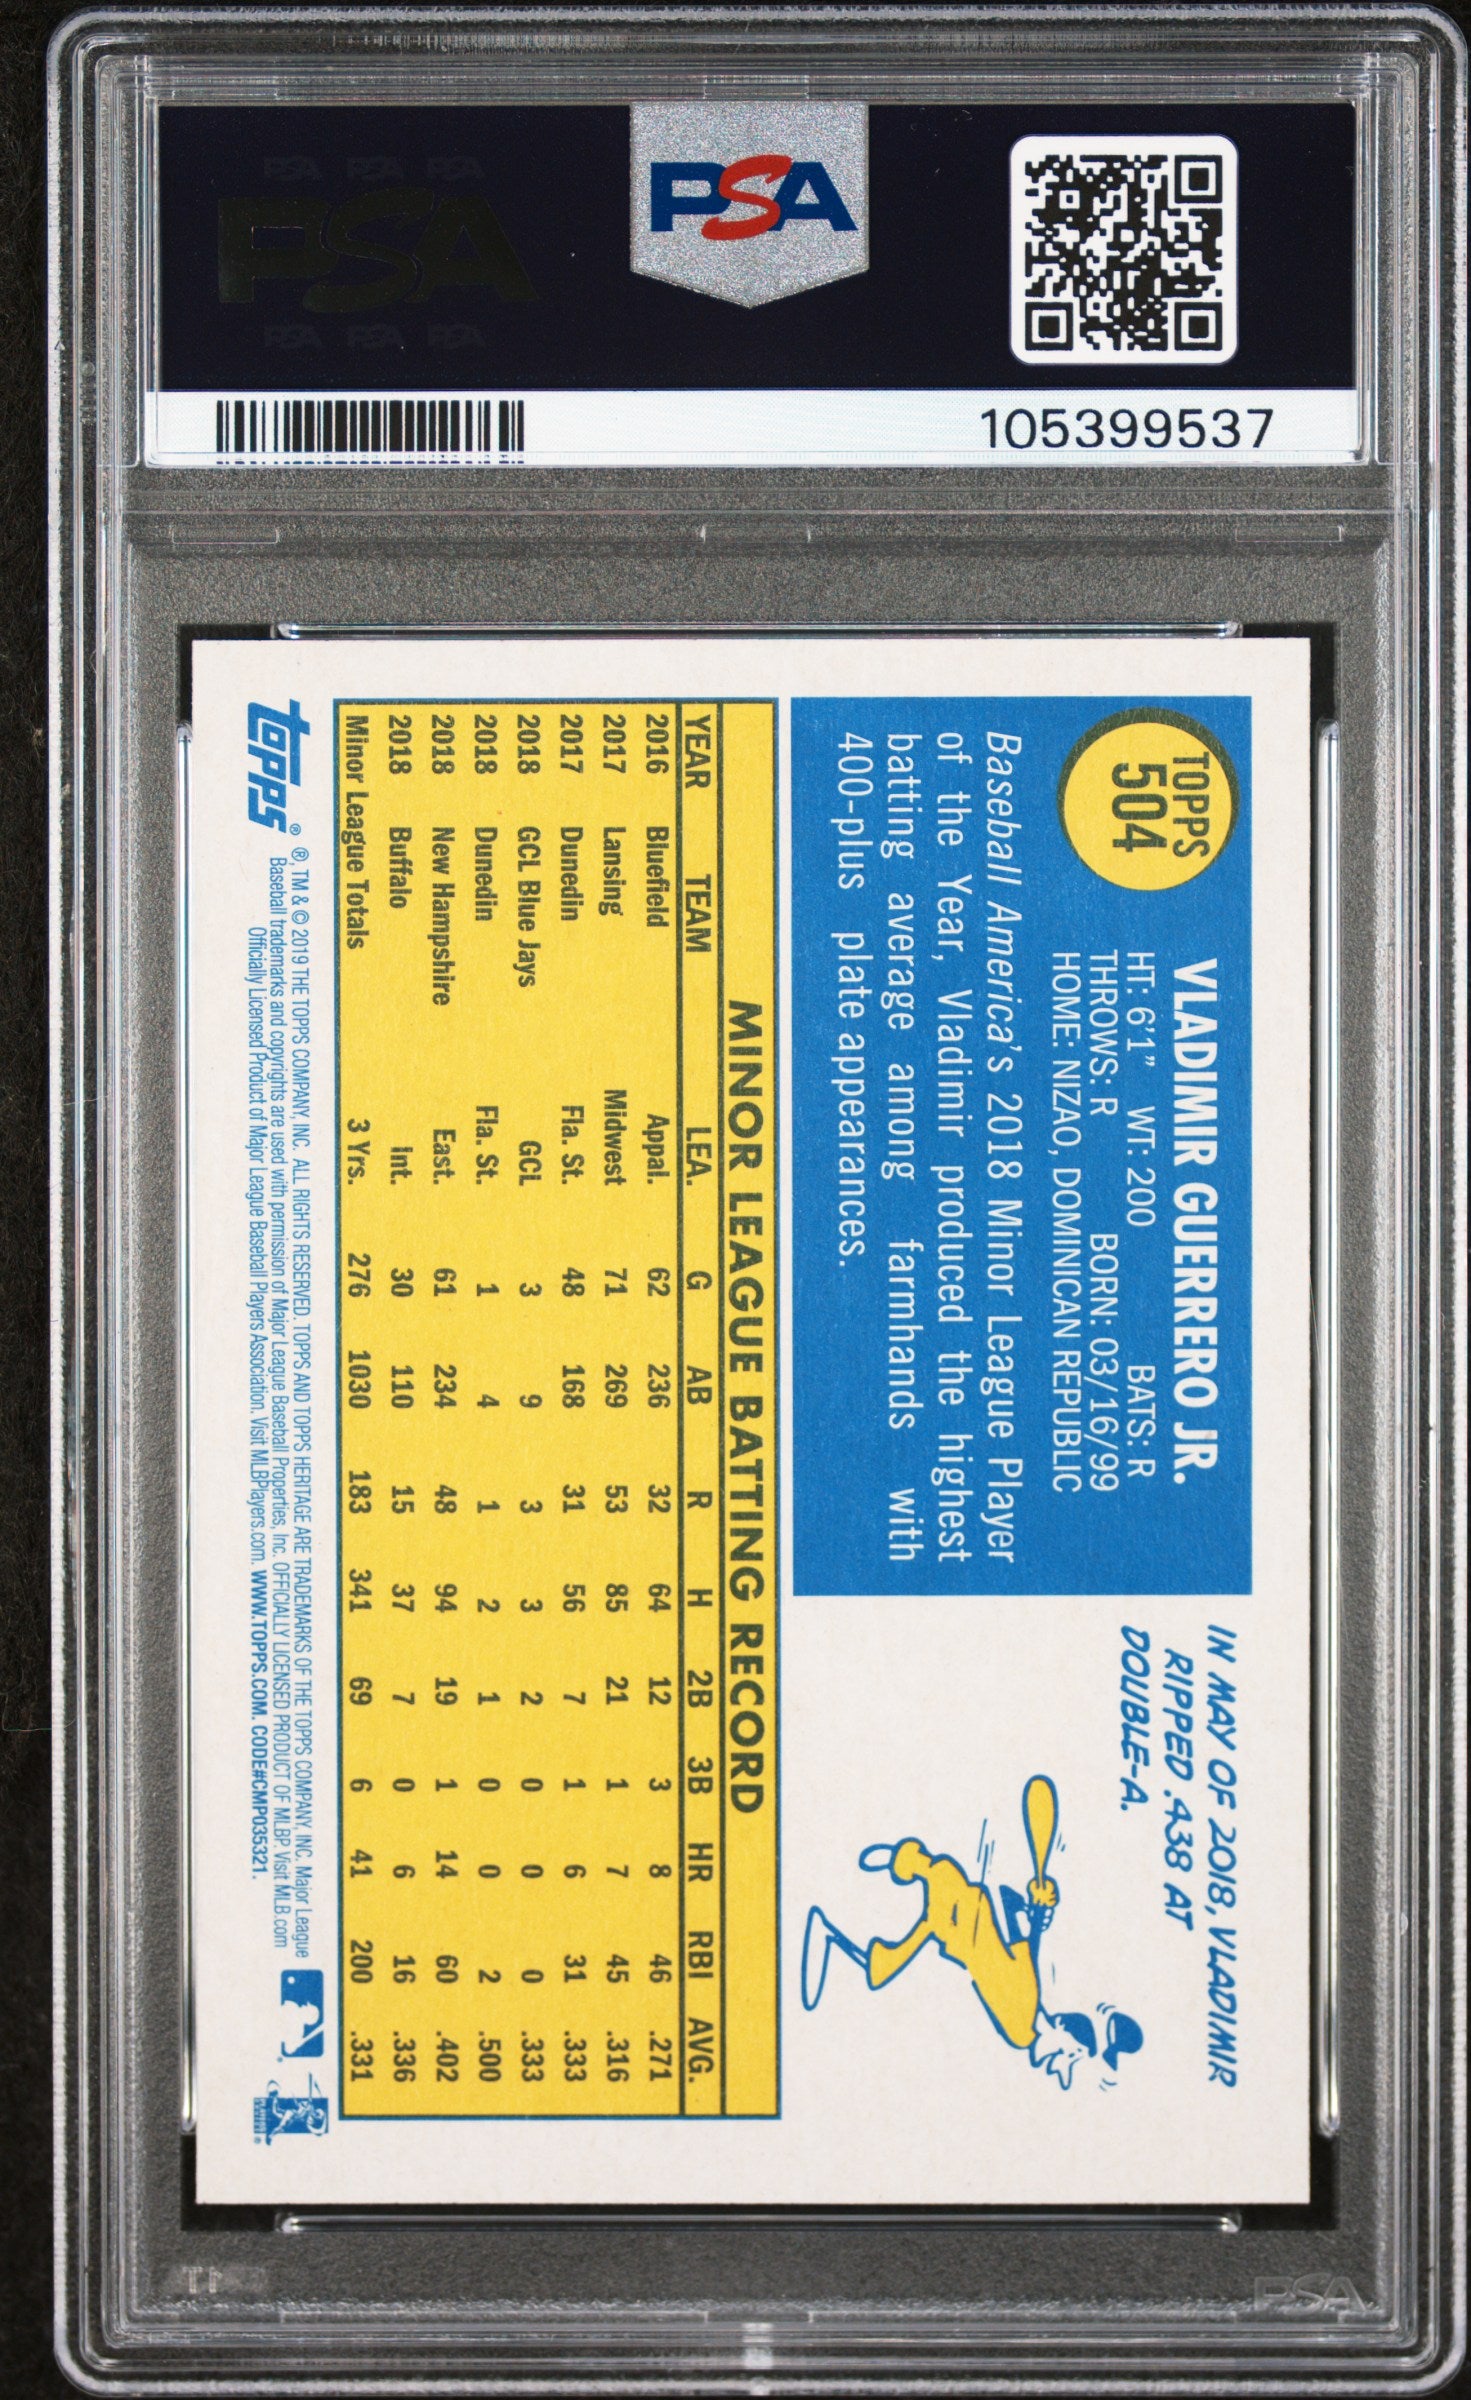 PSA
PSA PSA PSA
PSA
PSA PSA PSA
105399537
TOPPS
504
VLADIMIR GUERRERO JR.
HT: 6'1" WT: 200 BATS: R
THROWS: R BORN: 03/16/99
HOME: NIZAO, DOMINICAN REPUBLIC
Baseball America's 2018 Minor League Player
of the Year, Vladimir produced the highest
batting average among farmhands with
400-plus plate appearances.
IN MAY OF 2018, VLADIMIR
RIPPED .438 AT
DOUBLE-A.
MINOR LEAGUE BATTING RECORD
YEAR TEAM LEA. G AB R H 2B 3B HR RBI AVG.
2016 Bluefield Appal. 62 236 32 64 12 3 8 46 .271
2017 Lansing Midwest 71 269 53 85 21 1 7 45 .316
2017 Dunedin Fla. St. 48 168 31 56 7 1 6 31 .333
2018 GCL Blue Jays GCL 3 9 3 3 2 0 0 0 .333
2018 Dunedin Fla. St. 1 4 1 2 1 0 0 2 .500
2018 New Hampshire East. 61 234 48 94 19 1 14 60 .402
2018 Buffalo Int. 30 110 15 37 7 0 6 16 .336
Minor League Totals 3 Yrs. 276 1030 183 341 69 6 41 200 .331
topps®
®, TM & © 2019 THE TOPPS COMPANY, INC. ALL RIGHTS RESERVED. TOPPS AND TOPPS HERITAGE ARE TRADEMARKS OF THE TOPPS COMPANY, INC. Major League
Baseball trademarks and copyrights are used with permission of Major League Baseball Properties, Inc. OFFICIALLY LICENSED PRODUCT OF MLBP. Visit MLB.com
Officially Licensed Product of Major League Baseball Players Association. Visit MLBPlayers.com. WWW.TOPPS.COM. CODE#CMP035321.
PSA